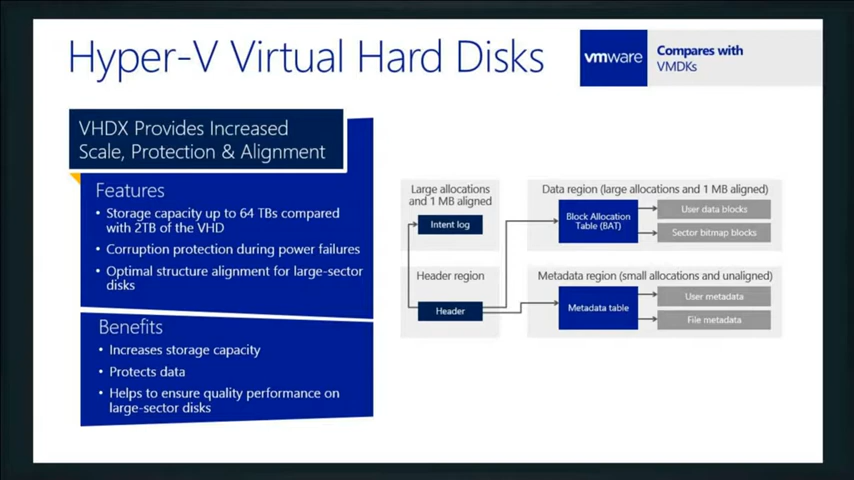 Hyper-V Virtual Hard Disks
vmware
Compares with
VMDKs
VHDX Provides Increased
Scale, Protection & Alignment
Features
• Storage capacity up to 64 TBs compared
with 2TB of the VHD
• Corruption protection during power failures
• Optimal structure alignment for large-sector
disks
Benefits
• Increases storage capacity
• Protects data
• Helps to ensure quality performance on
large-sector disks
Large allocations
and 1 MB aligned
Intent log
Header region
Header
Data region (large allocations and 1 MB aligned)
Block Allocation
Table (BAT)
User data blocks
Sector bitmap blocks
Metadata region (small allocations and unaligned)
Metadata table
User metadata
File metadata